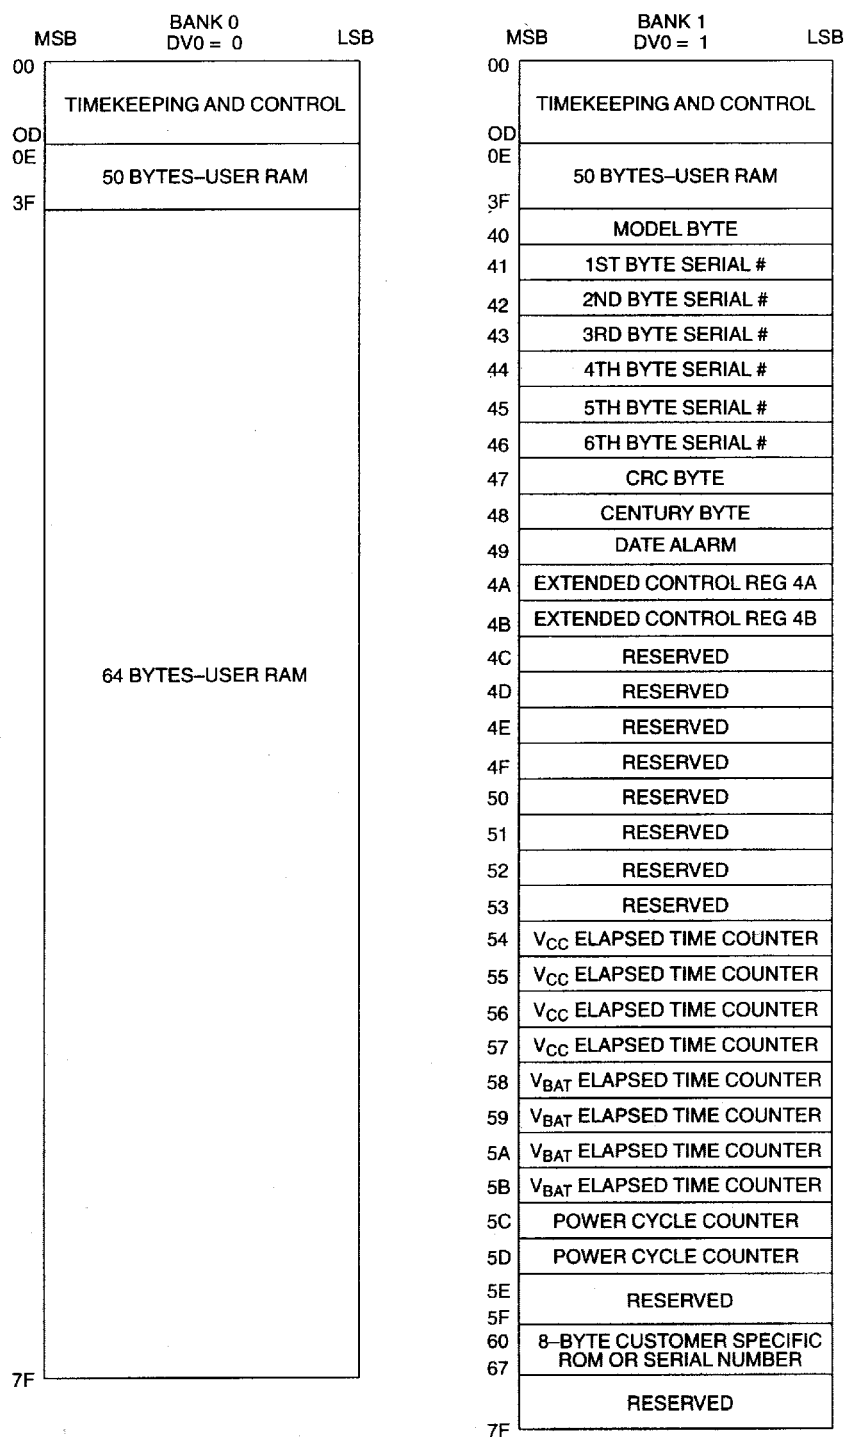 BANK 0
MSB DV0 = 0 LSB
00
TIMEKEEPING AND CONTROL
OD
0E
50 BYTES–USER RAM
3F
64 BYTES–USER RAM
7F
BANK 1
MSB DV0 = 1 LSB
00
TIMEKEEPING AND CONTROL
OD
0E
50 BYTES–USER RAM
3F
40 MODEL BYTE
41 1ST BYTE SERIAL #
42 2ND BYTE SERIAL #
43 3RD BYTE SERIAL #
44 4TH BYTE SERIAL #
45 5TH BYTE SERIAL #
46 6TH BYTE SERIAL #
47 CRC BYTE
48 CENTURY BYTE
49 DATE ALARM
4A EXTENDED CONTROL REG 4A
4B EXTENDED CONTROL REG 4B
4C RESERVED
4D RESERVED
4E RESERVED
4F RESERVED
50 RESERVED
51 RESERVED
52 RESERVED
53 RESERVED
54 VCC ELAPSED TIME COUNTER
55 VCC ELAPSED TIME COUNTER
56 VCC ELAPSED TIME COUNTER
57 VCC ELAPSED TIME COUNTER
58 VBAT ELAPSED TIME COUNTER
59 VBAT ELAPSED TIME COUNTER
5A VBAT ELAPSED TIME COUNTER
5B VBAT ELAPSED TIME COUNTER
5C POWER CYCLE COUNTER
5D POWER CYCLE COUNTER
5E
RESERVED
5F
60 8–BYTE CUSTOMER SPECIFIC
67 ROM OR SERIAL NUMBER
RESERVED
7F